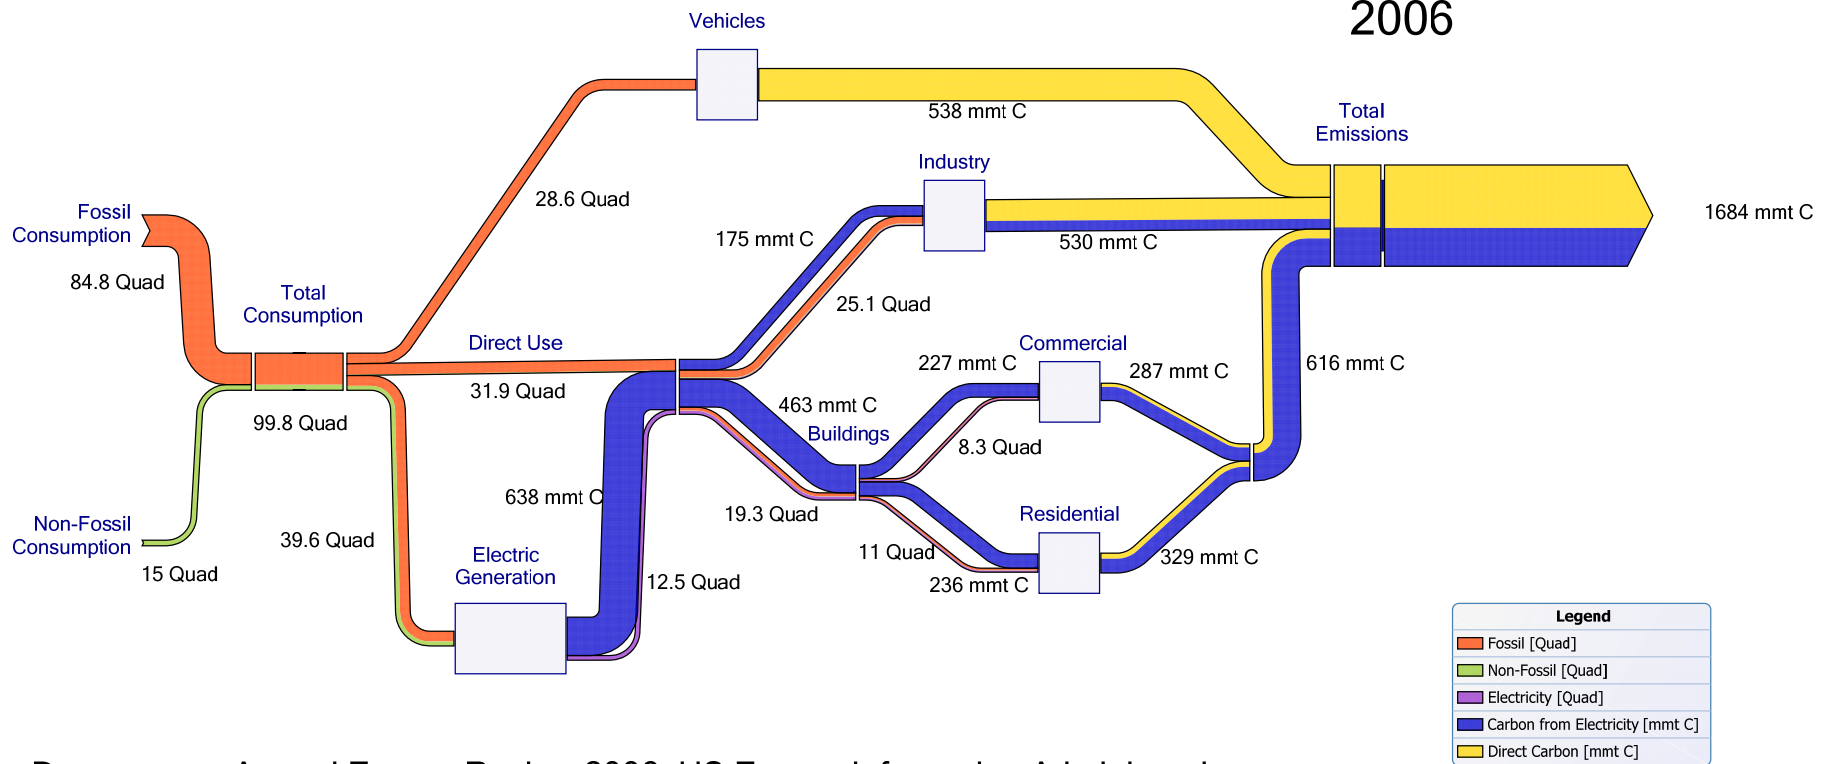 2006
Vehicles
538 mmt C
Total
Emissions
Industry
28.6 Quad
Fossil
Consumption
1684 mmt C
175 mmt C
530 mmt C
84.8 Quad
Total
Consumption
25.1 Quad
Direct Use
Commercial
227 mmt C
287 mmt C
616 mmt C
31.9 Quad
463 mmt C
99.8 Quad
Buildings
8.3 Quad
638 mmt C
19.3 Quad
Residential
Non-Fossil
Consumption
39.6 Quad
11 Quad
329 mmt C
Electric
Generation
15 Quad
12.5 Quad
236 mmt C
Legend
Fossil [Quad]
Non-Fossil [Quad]
Electricity [Quad]
Carbon from Electricity [mmt C]
Direct Carbon [mmt C]